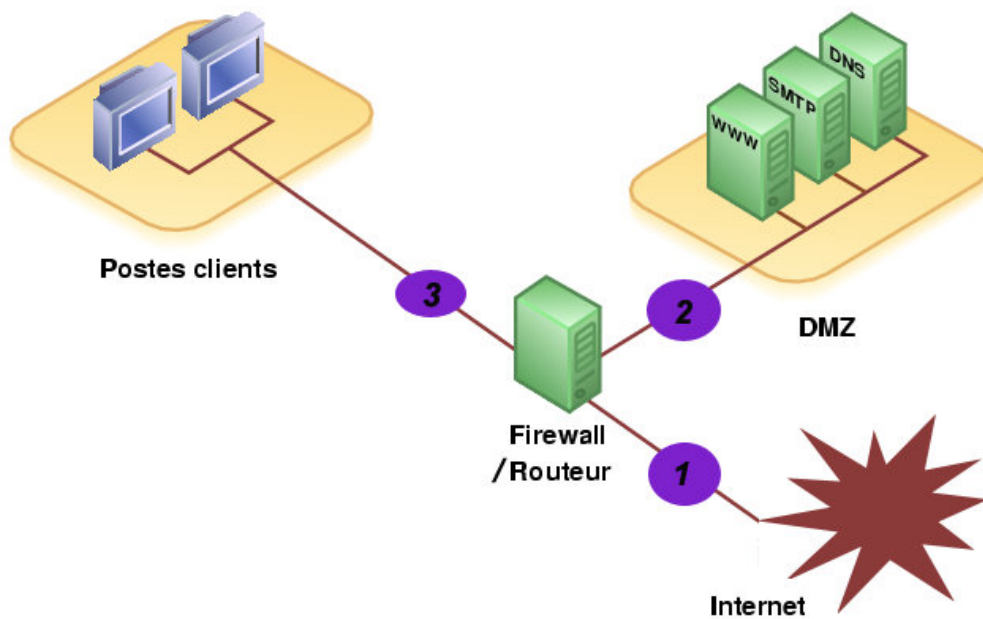 DNS
SMTP
WWW
Postes clients
3
2
DMZ
Firewall
/Routeur
1
Internet